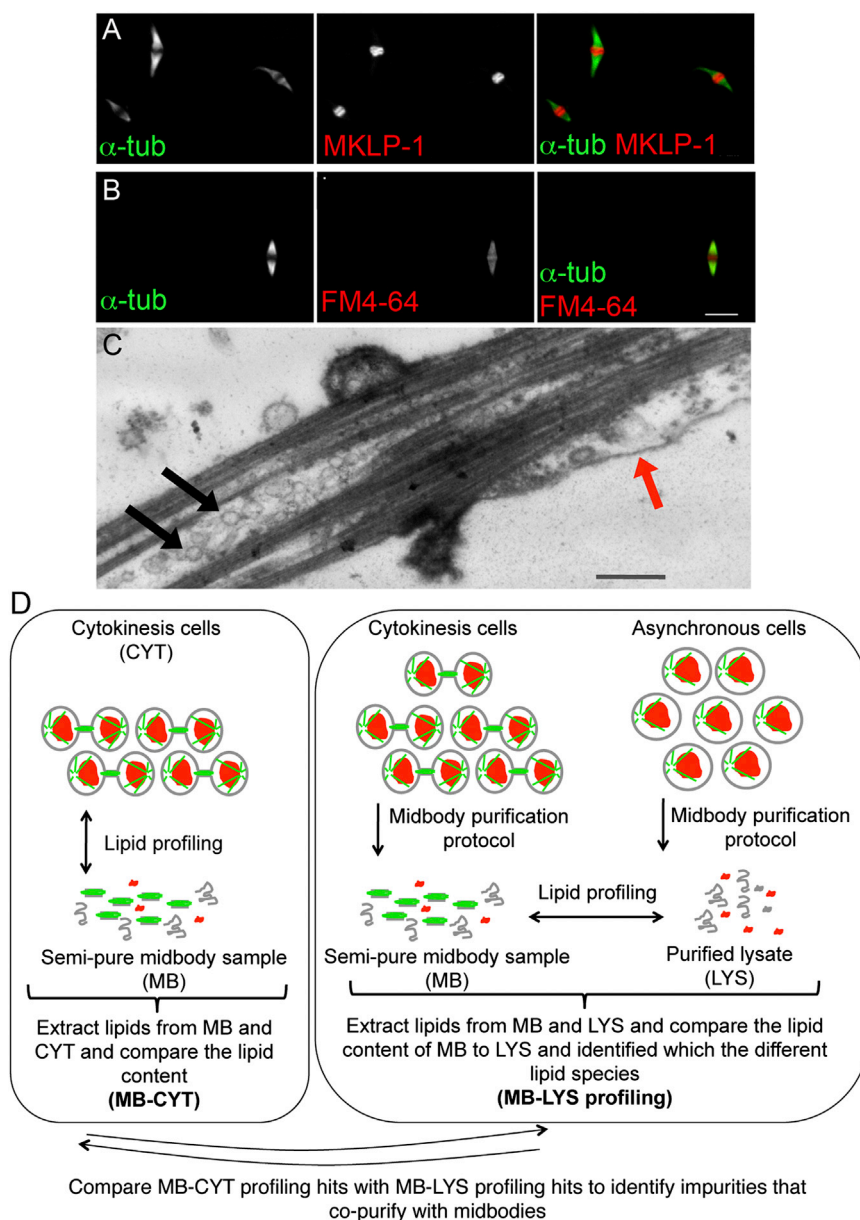 A
α-tub
MKLP-1
α-tub MKLP-1
B
α-tub
FM4-64
α-tub
FM4-64
C
D
Cytokinesis cells
(CYT)
Lipid profiling
Semi-pure midbody sample
(MB)
Extract lipids from MB and
CYT and compare the lipid
content
(MB-CYT)
Cytokinesis cells
Asynchronous cells
Midbody purification
protocol
Midbody purification
protocol
Lipid profiling
Semi-pure midbody sample
(MB)
Purified lysate
(LYS)
Extract lipids from MB and LYS and compare the lipid
content of MB to LYS and identified which the different
lipid species
(MB-LYS profiling)
Compare MB-CYT profiling hits with MB-LYS profiling hits to identify impurities that
co-purify with midbodies